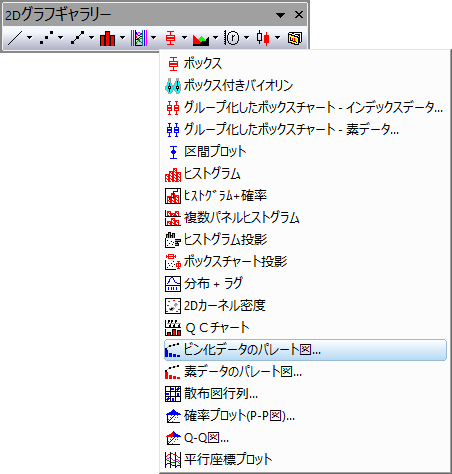 2Dグラフギャラリー
ボックス
ボックス付きバイオリン
グループ化したボックスチャート - インデックスデータ...
グループ化したボックスチャート - 素データ...
区間プロット
ヒストグラム
ﾋｽﾄｸﾞﾗﾑ+確率
複数パネルヒストグラム
ヒストグラム投影
ボックスチャート投影
分布 + ラグ
2Dカーネル密度
ＱＣチャート
ビン化データのパレート図...
素データのパレート図...
散布図行列...
確率プロット(P-P図)...
Q-Q図...
平行座標プロット